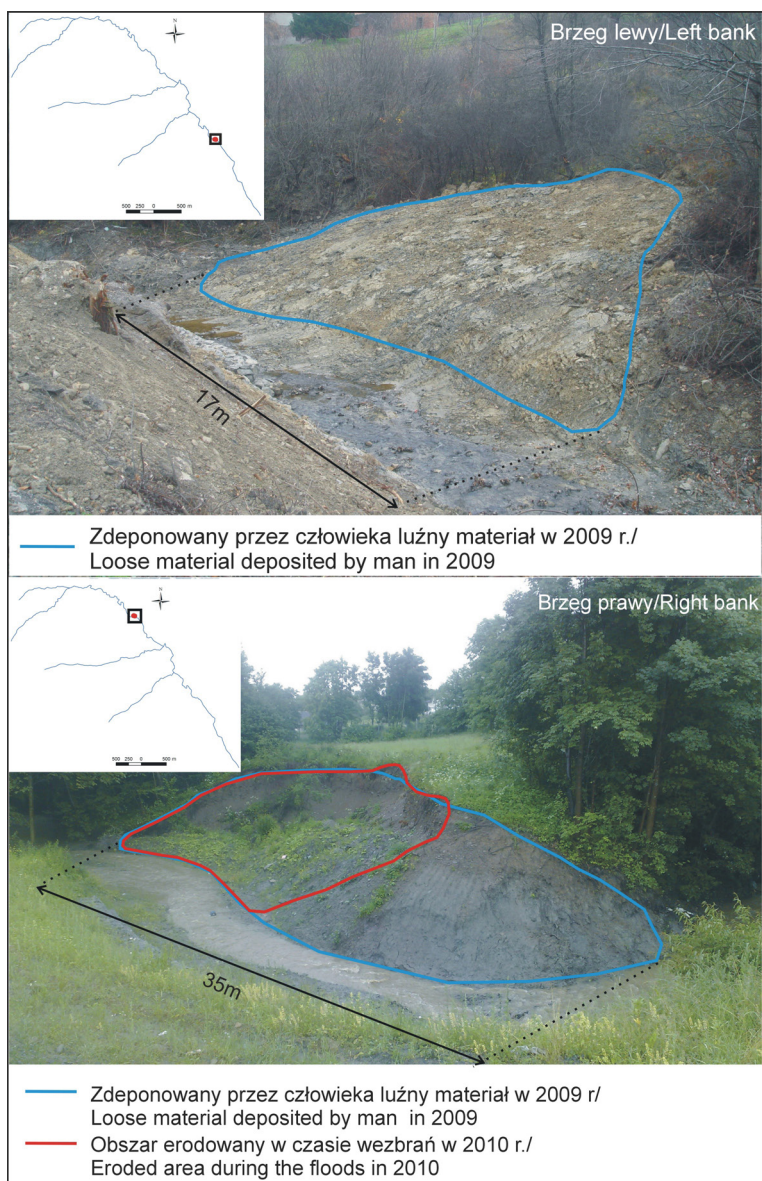 Brzeg lewy/Left bank
N
500 250 0 500 m
17m
Zdeponowany przez człowieka luźny materiał w 2009 r./
Loose material deposited by man in 2009
Brzeg prawy/Right bank
N
500 250 0 500 m
35m
Zdeponowany przez człowieka luźny materiał w 2009 r/
Loose material deposited by man in 2009
Obszar erodowany w czasie wezbrań w 2010 r./
Eroded area during the floods in 2010